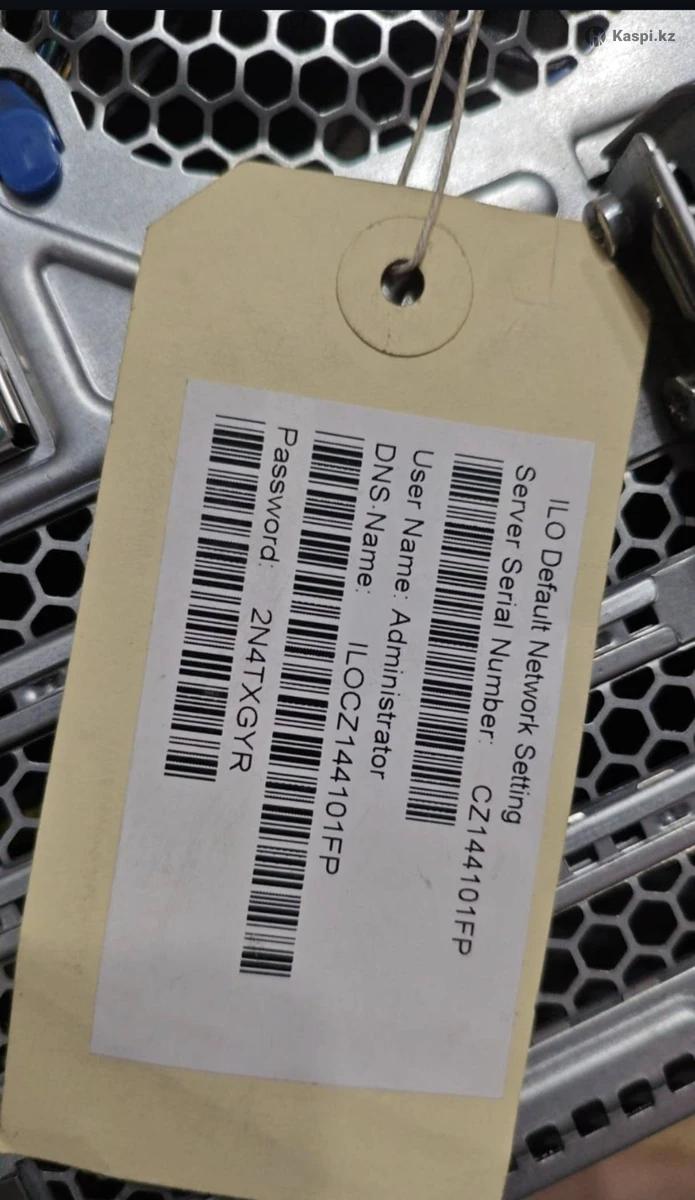 Kaspi.kz
ILO Default Network Setting
Server Serial Number: CZ144101FP
User Name: Administrator
DNS Name: ILOCZ144101FP
Password: 2N4TXGYR